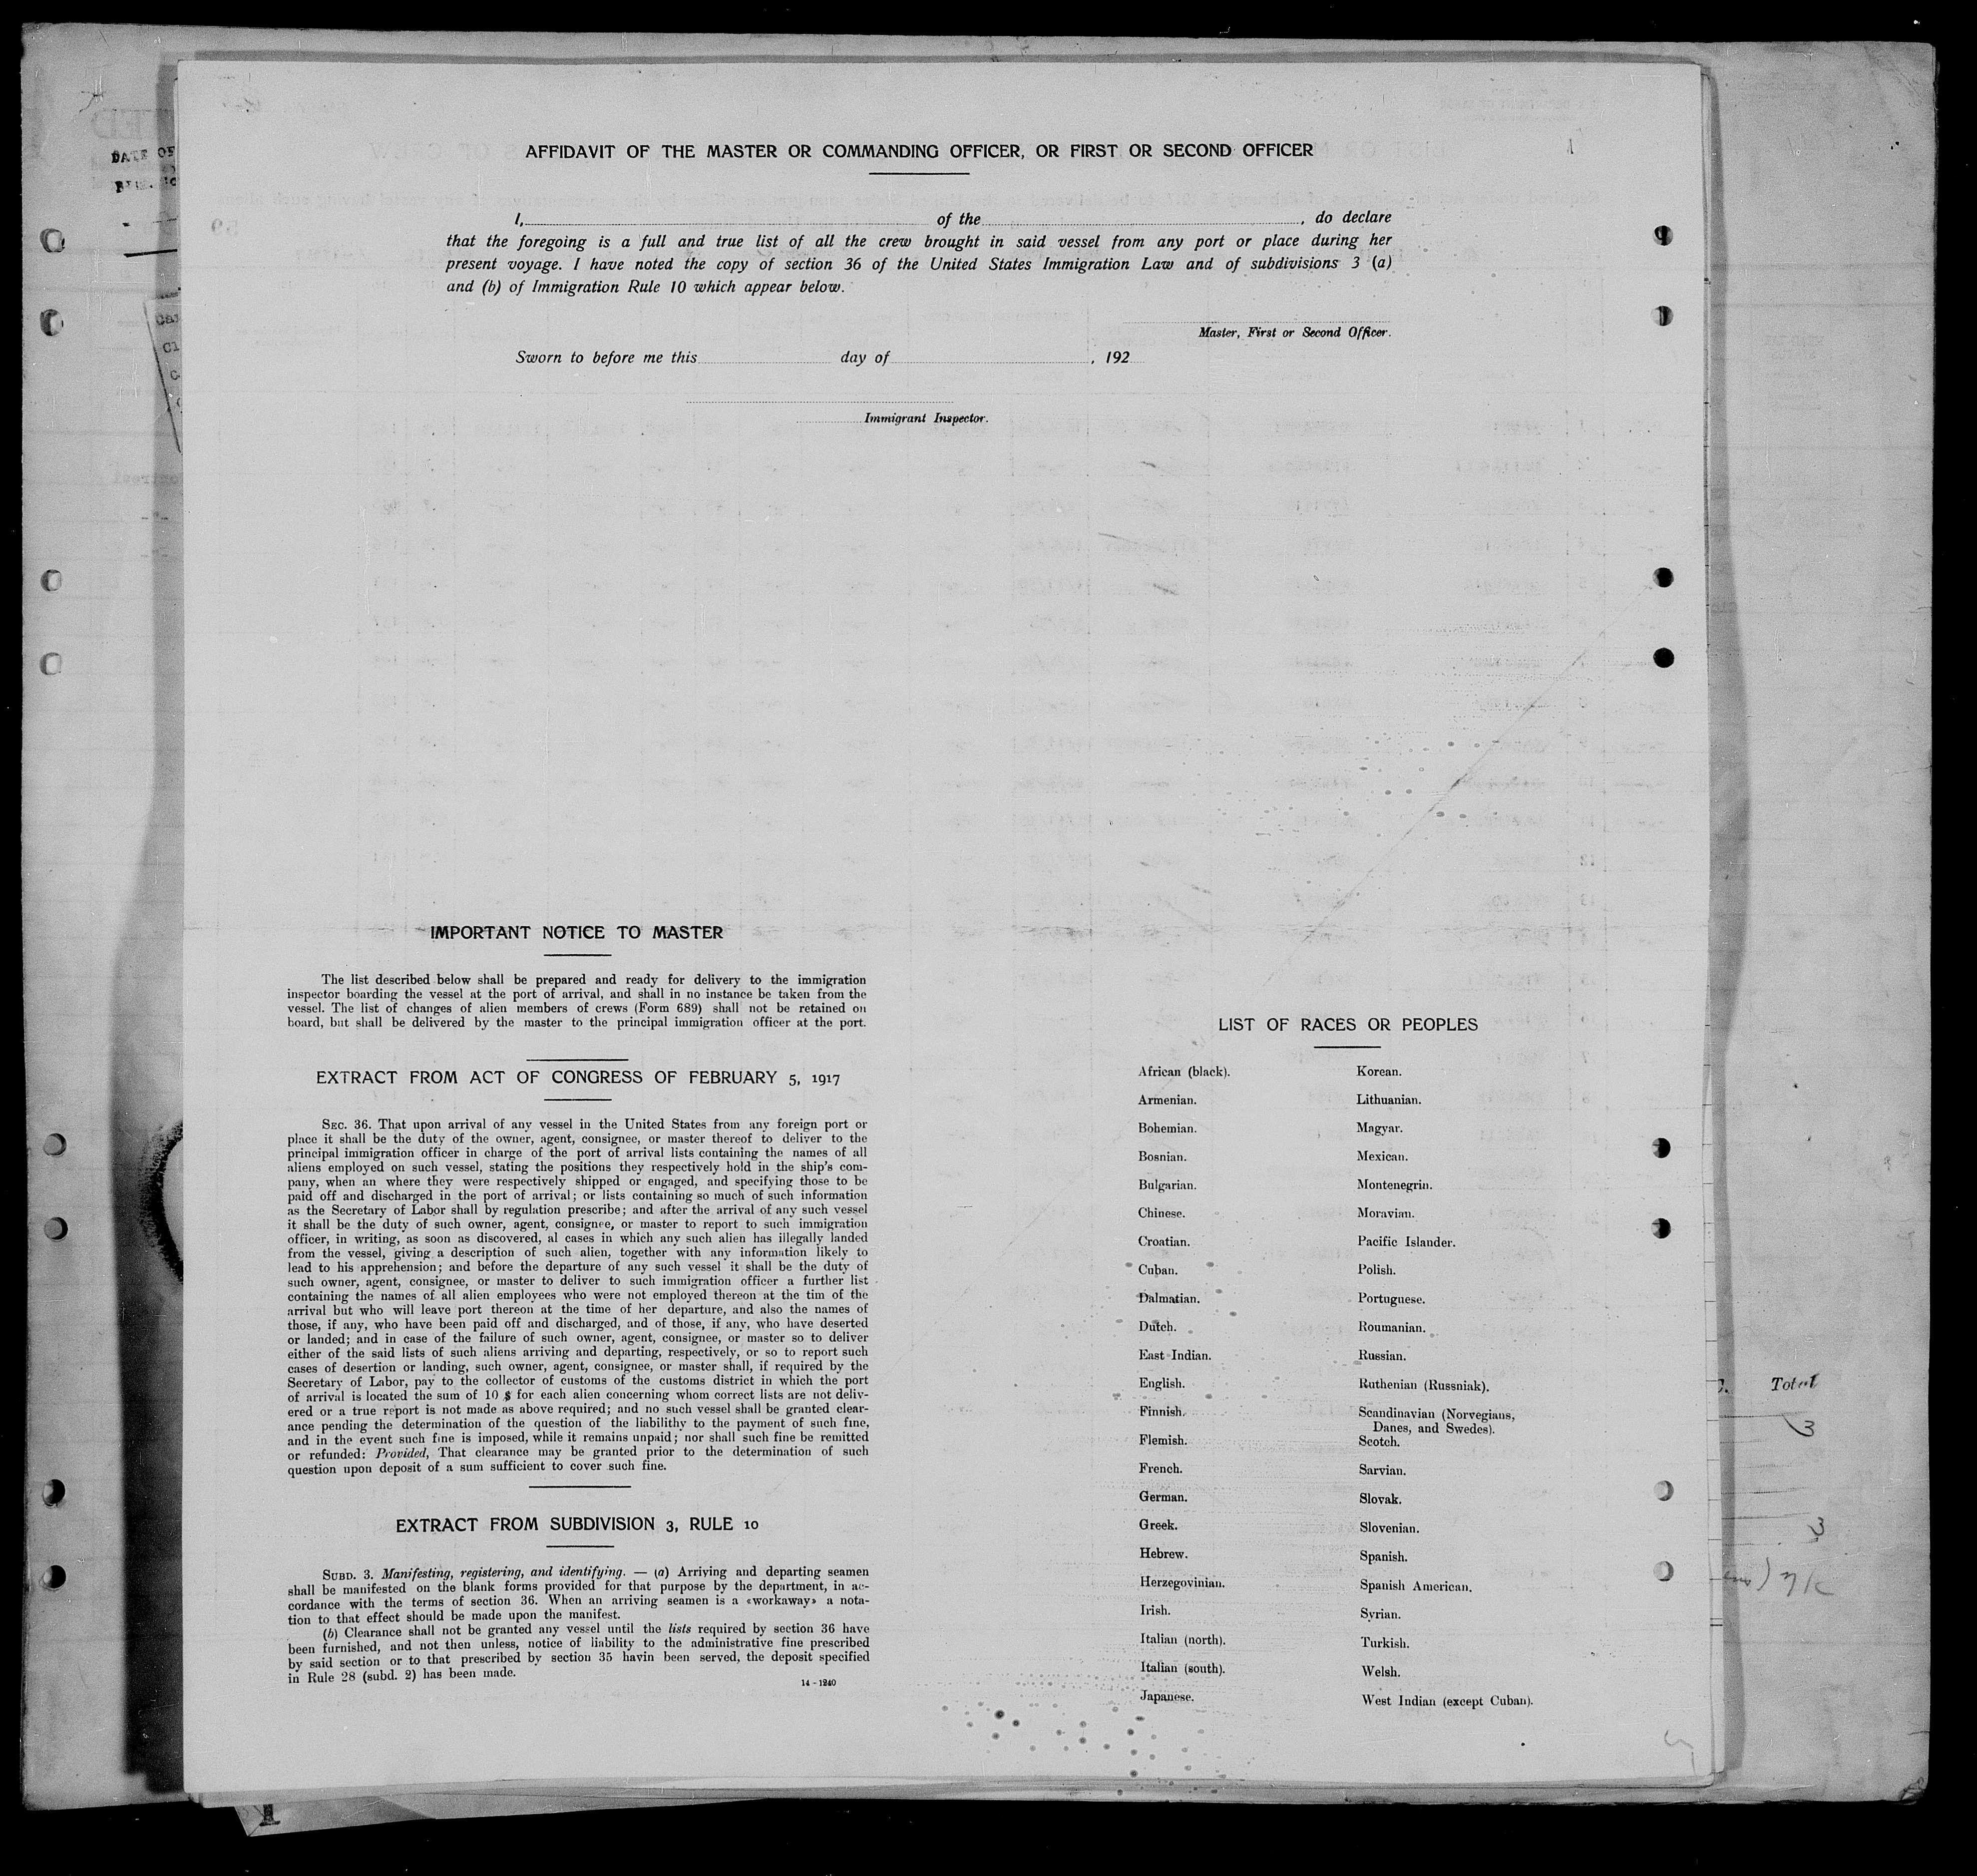 AFFIDAVIT OF THE MASTER OR COMMANDING OFFICER, OR FIRST OR SECOND OFFICER
I, of the , do declare
that the foregoing is a full and true list of all the crew brought in said vessel from any port or place during her
present voyage. I have noted the copy of section 36 of the United States Immigration Law and of subdivisions 3 (a)
and (b) of Immigration Rule 10 which appear below.
Master, First or Second Officer.
Sworn to before me this day of , 192
Immigrant Inspector.
IMPORTANT NOTICE TO MASTER
The list described below shall be prepared and ready for delivery to the immigration
inspector boarding the vessel at the port of arrival, and shall in no instance be taken from the
vessel. The list of changes of alien members of crews (Form 689) shall not be retained on
board, but shall be delivered by the master to the principal immigration officer at the port.
EXTRACT FROM ACT OF CONGRESS OF FEBRUARY 5, 1917
SEC. 36. That upon arrival of any vessel in the United States from any foreign port or
place it shall be the duty of the owner, agent, consignee, or master thereof to deliver to the
principal immigration officer in charge of the port of arrival lists containing the names of all
aliens employed on such vessel, stating the positions they respectively hold in the ship's com-
pany, when an where they were respectively shipped or engaged, and specifying those to be
paid off and discharged in the port of arrival; or lists containing so much of such information
as the Secretary of Labor shall by regulation prescribe; and after the arrival of any such vessel
it shall be the duty of such owner, agent, consignee, or master to report to such immigration
officer, in writing, as soon as discovered, al cases in which any such alien has illegally landed
from the vessel, giving a description of such alien, together with any information likely to
lead to his apprehension; and before the departure of any such vessel it shall be the duty of
such owner, agent, consignee, or master to deliver to such immigration officer a further list
containing the names of all alien employees who were not employed thereon at the tim of the
arrival but who will leave port thereon at the time of her departure, and also the names of
those, if any, who have been paid off and discharged, and of those, if any, who have deserted
or landed; and in case of the failure of such owner, agent, consignee, or master so to deliver
either of the said lists of such aliens arriving and departing, respectively, or so to report such
cases of desertion or landing, such owner, agent, consignee, or master shall, if required by the
Secretary of Labor, pay to the collector of customs of the customs district in which the port
of arrival is located the sum of 10 $ for each alien concerning whom correct lists are not deliv-
ered or a true report is not made as above required; and no such vessel shall be granted clear-
ance pending the determination of the question of the liabilithy to the payment of such fine,
and in the event such fine is imposed, while it remains unpaid; nor shall such fine be remitted
or refunded: Provided, That clearance may be granted prior to the determination of such
question upon deposit of a sum sufficient to cover such fine.
EXTRACT FROM SUBDIVISION 3, RULE 10
SUBD. 3. Manifesting, registering, and identifying. — (a) Arriving and departing seamen
shall be manifested on the blank forms provided for that purpose by the department, in ac-
cordance with the terms of section 36. When an arriving seamen is a «workaway» a nota-
tion to that effect should be made upon the manifest.
(b) Clearance shall not be granted any vessel until the lists required by section 36 have
been furnished, and not then unless, notice of liability to the administrative fine prescribed
by said section or to that prescribed by section 35 havin been served, the deposit specified
in Rule 28 (subd. 2) has been made.
14 - 1240
LIST OF RACES OR PEOPLES
African (black).
Armenian.
Bohemian.
Bosnian.
Bulgarian.
Chinese.
Croatian.
Cuban.
Dalmatian.
Dutch.
East Indian.
English.
Finnish.
Flemish.
French.
German.
Greek.
Hebrew.
Herzegovinian.
Irish.
Italian (north).
Italian (south).
Japanese.
Korean.
Lithuanian.
Magyar.
Mexican.
Montenegrin.
Moravian.
Pacific Islander.
Polish.
Portuguese.
Roumanian.
Russian.
Ruthenian (Russniak).
Scandinavian (Norvegians,
Danes, and Swedes).
Scotch.
Sarvian.
Slovak.
Slovenian.
Spanish.
Spanish American.
Syrian.
Turkish.
Welsh.
West Indian (except Cuban).
DATE OF
Total
3
3